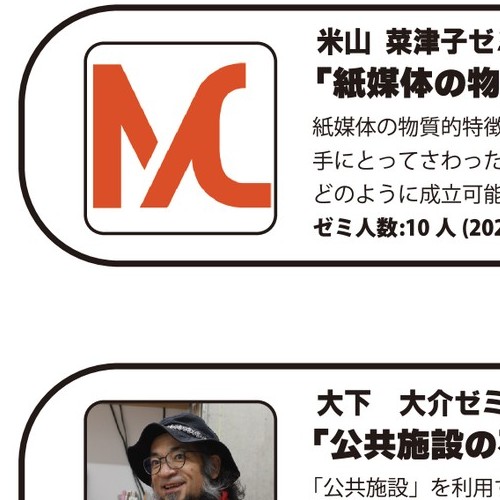 MC
米山 菜津子ゼミ
「紙媒体の物
紙媒体の物質的特徴
手にとってさわった
どのように成立可能
ゼミ人数:10 人 (202
大下 大介ゼミ
「公共施設の
「公共施設」を利用